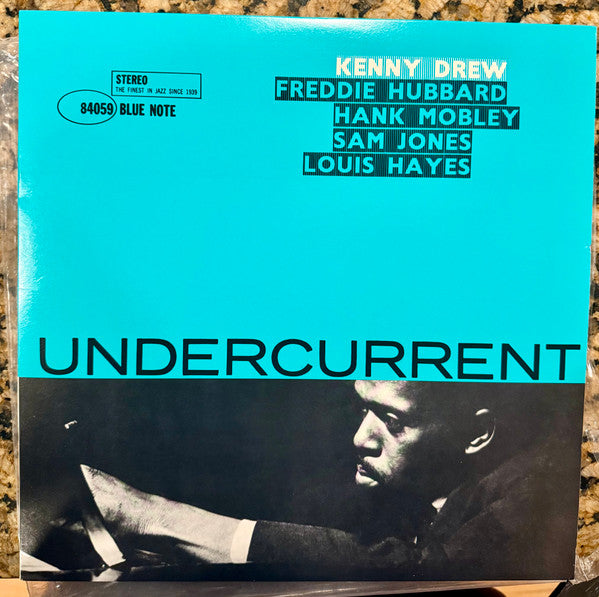 STEREO
THE FINEST IN JAZZ SINCE 1939
84059 BLUE NOTE
KENNY DREW
FREDDIE HUBBARD
HANK MOBLEY
SAM JONES
LOUIS HAYES
UNDERCURRENT